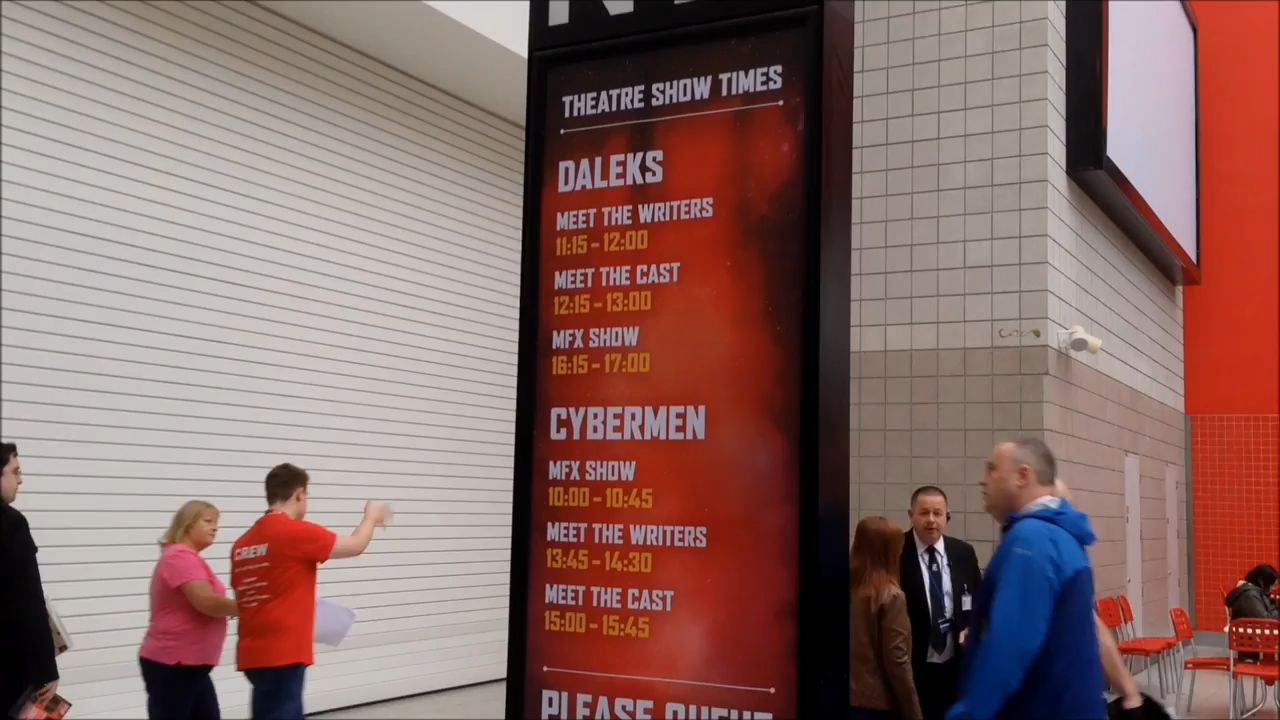 THEATRE SHOW TIMES
DALEKS
MEET THE WRITERS
11:15 - 12:00
MEET THE CAST
12:15 - 13:00
MFX SHOW
16:15 - 17:00
CYBERMEN
MFX SHOW
10:00 - 10:45
MEET THE WRITERS
13:45 - 14:30
MEET THE CAST
15:00 - 15:45
PLEASE QUEUE
CREW